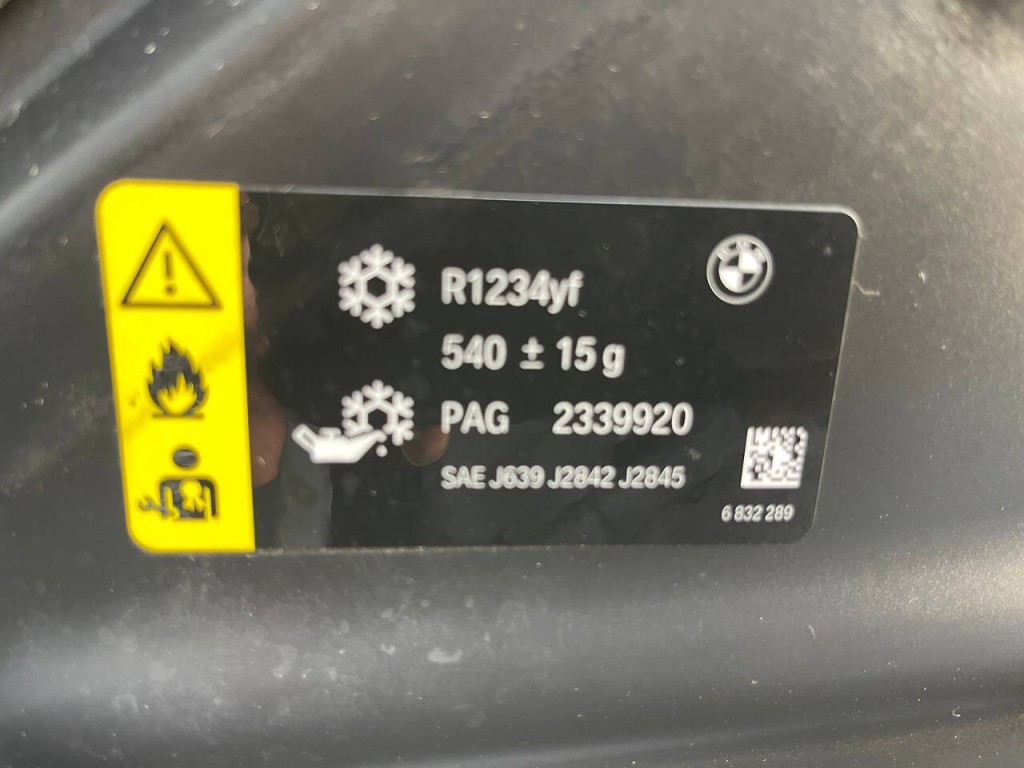 R1234yf
540 ± 15 g
PAG 2339920
SAE J639 J2842 J2845
6 832 289